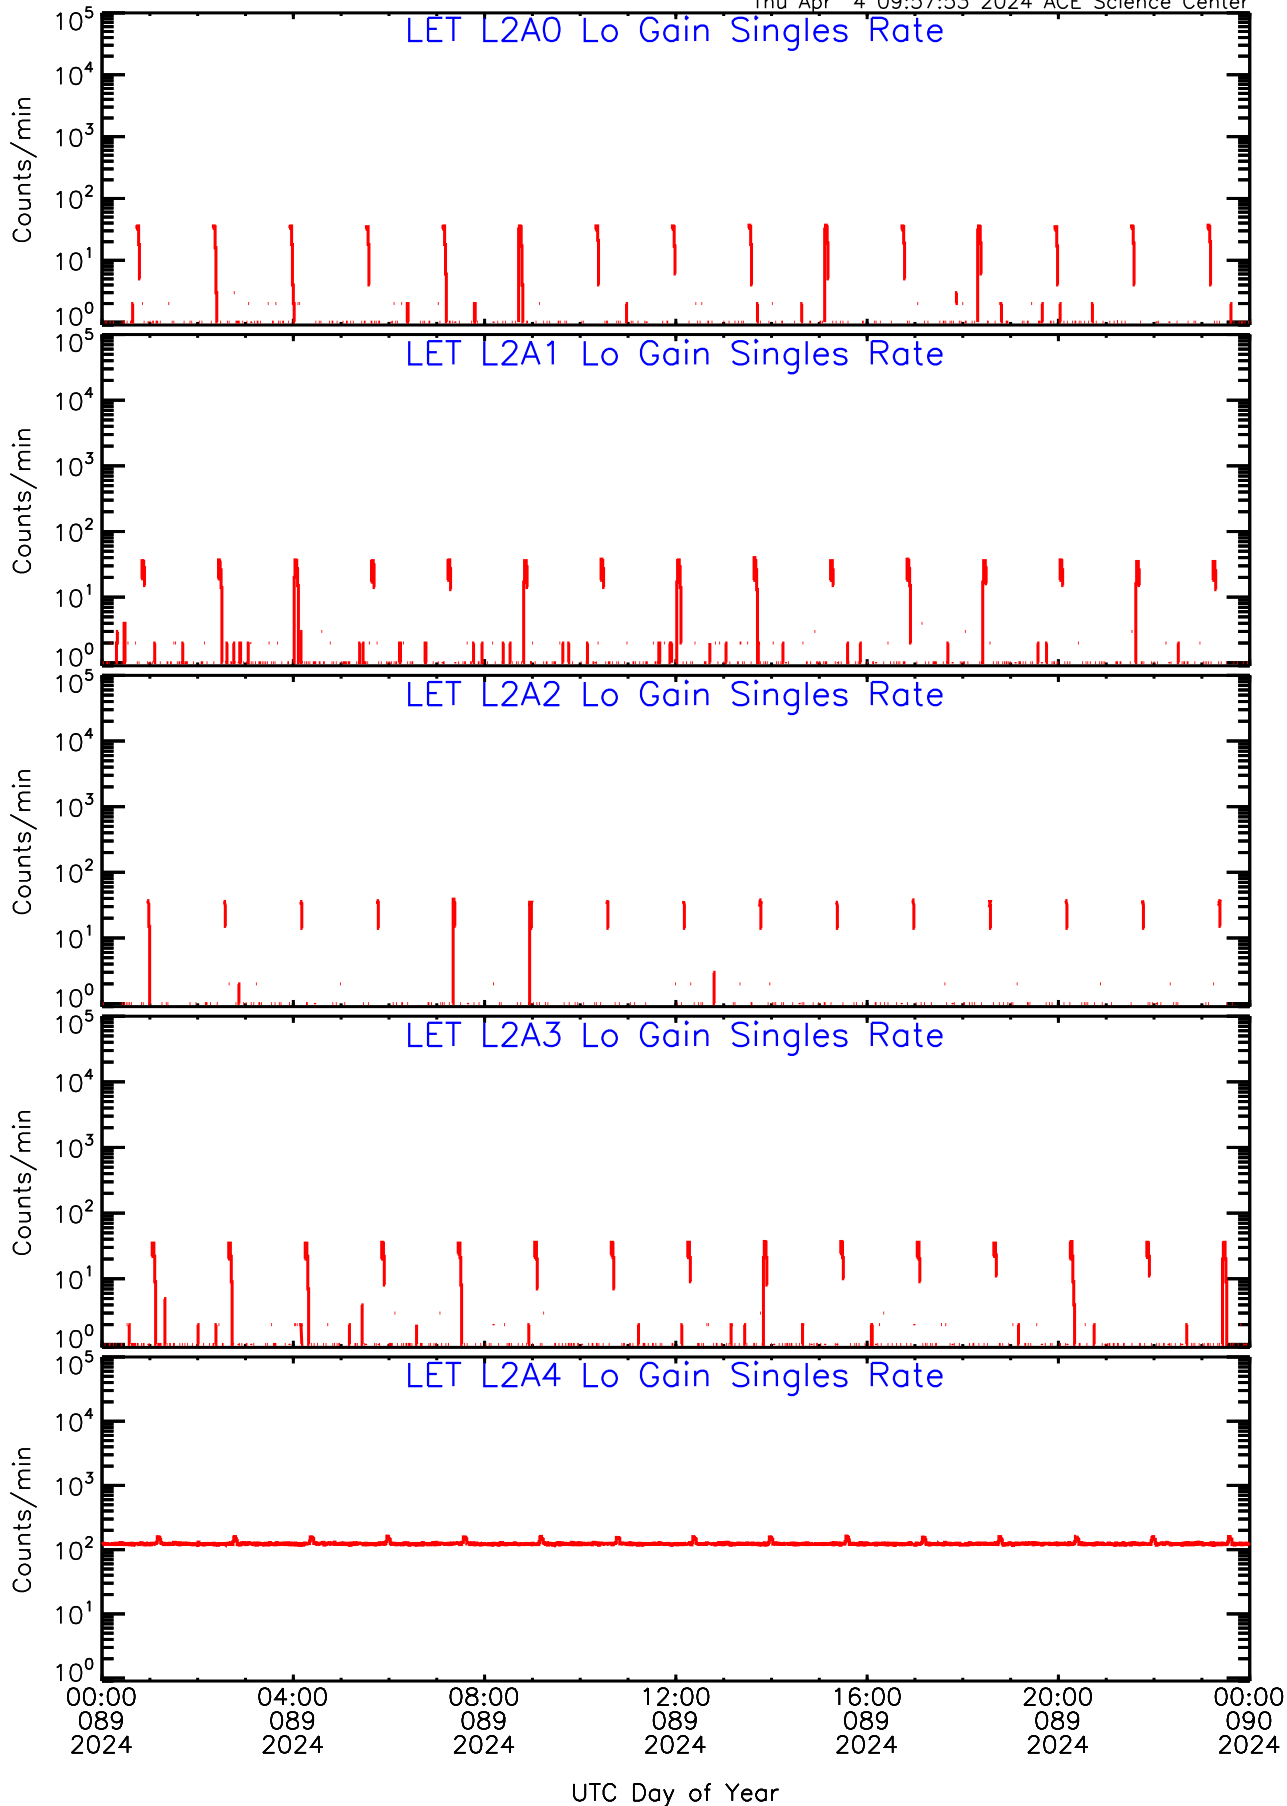 Thu Apr 4 09:57:53 2024 ACE Science Center
LET L2A0 Lo Gain Singles Rate
10^5
10^4
10^3
10^2
10^1
10^0
Counts/min
LET L2A1 Lo Gain Singles Rate
10^5
10^4
10^3
10^2
10^1
10^0
Counts/min
LET L2A2 Lo Gain Singles Rate
10^5
10^4
10^3
10^2
10^1
10^0
Counts/min
LET L2A3 Lo Gain Singles Rate
10^5
10^4
10^3
10^2
10^1
10^0
Counts/min
LET L2A4 Lo Gain Singles Rate
10^5
10^4
10^3
10^2
10^1
10^0
Counts/min
00:00 04:00 08:00 12:00 16:00 20:00 00:00
089 089 089 089 089 089 090
2024 2024 2024 2024 2024 2024 2024
UTC Day of Year